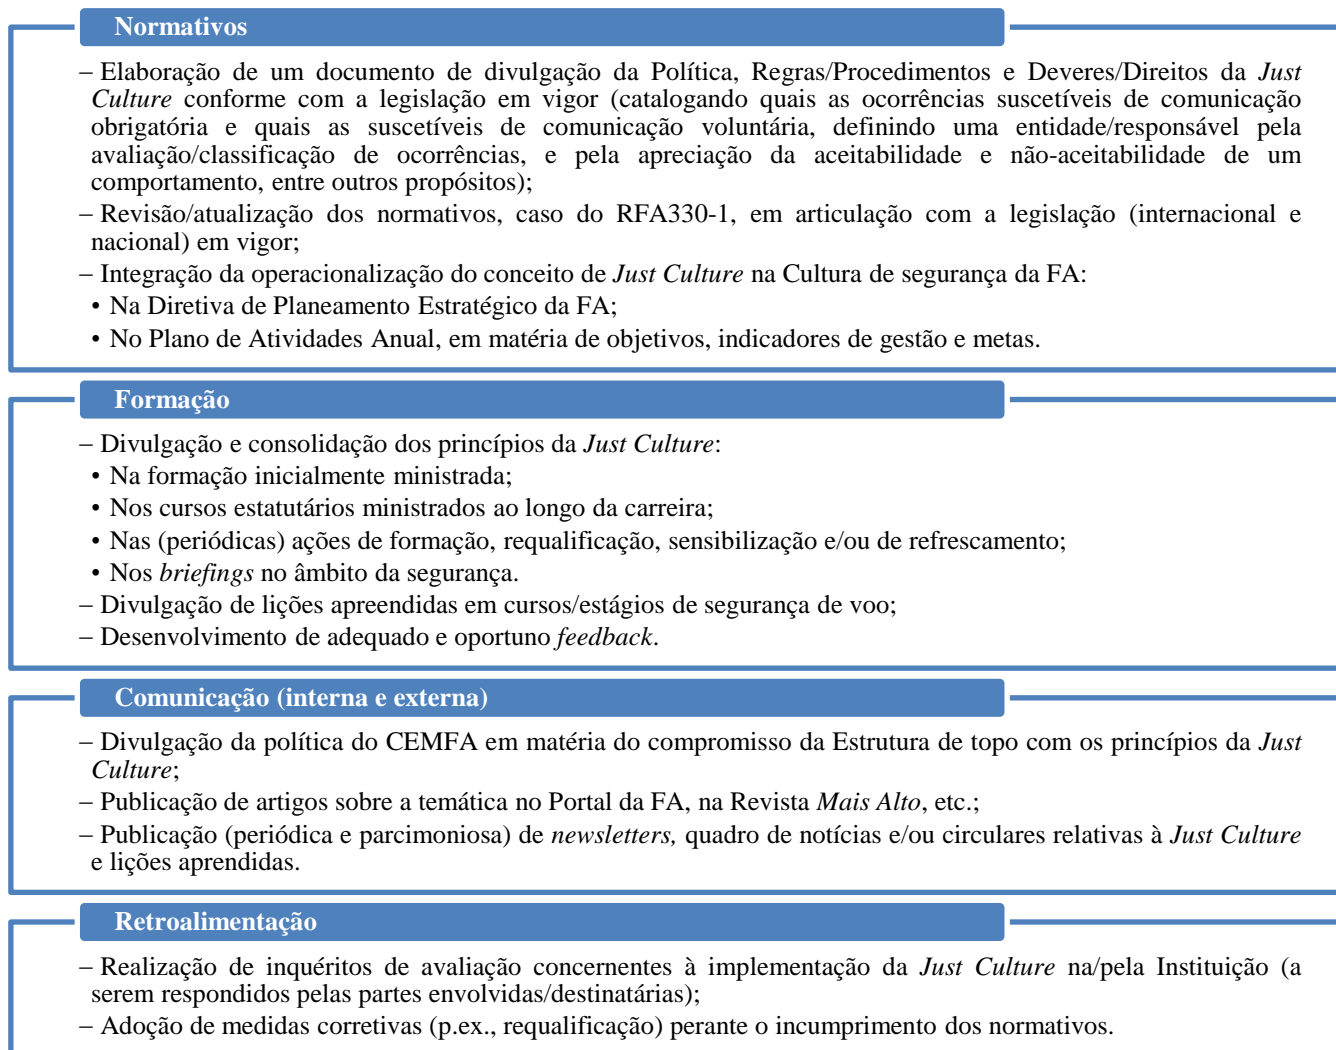 Normativos
– Elaboração de um documento de divulgação da Política, Regras/Procedimentos e Deveres/Direitos da Just
Culture conforme com a legislação em vigor (catalogando quais as ocorrências suscetíveis de comunicação
obrigatória e quais as suscetíveis de comunicação voluntária, definindo uma entidade/responsável pela
avaliação/classificação de ocorrências, e pela apreciação da aceitabilidade e não-aceitabilidade de um
comportamento, entre outros propósitos);
– Revisão/atualização dos normativos, caso do RFA330-1, em articulação com a legislação (internacional e
nacional) em vigor;
– Integração da operacionalização do conceito de Just Culture na Cultura de segurança da FA:
• Na Diretiva de Planeamento Estratégico da FA;
• No Plano de Atividades Anual, em matéria de objetivos, indicadores de gestão e metas.
Formação
– Divulgação e consolidação dos princípios da Just Culture:
• Na formação inicialmente ministrada;
• Nos cursos estatutários ministrados ao longo da carreira;
• Nas (periódicas) ações de formação, requalificação, sensibilização e/ou de refrescamento;
• Nos briefings no âmbito da segurança.
– Divulgação de lições apreendidas em cursos/estágios de segurança de voo;
– Desenvolvimento de adequado e oportuno feedback.
Comunicação (interna e externa)
– Divulgação da política do CEMFA em matéria do compromisso da Estrutura de topo com os princípios da Just
Culture;
– Publicação de artigos sobre a temática no Portal da FA, na Revista Mais Alto, etc.;
– Publicação (periódica e parcimoniosa) de newsletters, quadro de notícias e/ou circulares relativas à Just Culture
e lições aprendidas.
Retroalimentação
– Realização de inquéritos de avaliação concernentes à implementação da Just Culture na/pela Instituição (a
serem respondidos pelas partes envolvidas/destinatárias);
– Adoção de medidas corretivas (p.ex., requalificação) perante o incumprimento dos normativos.